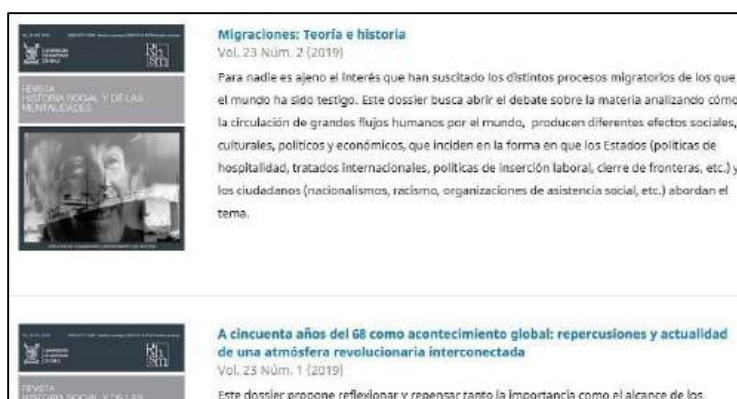 Migraciones: Teoría e historia
Vol. 23 Núm. 2 (2019)
Para nadie es ajeno el interés que han suscitado los distintos procesos migratorios de los que
el mundo ha sido testigo. Este dossier busca abrir el debate sobre la materia analizando cómo
la circulación de grandes flujos humanos por el mundo, producen diferentes efectos sociales,
culturales, políticos y económicos, que inciden en la forma en que los Estados (políticas de
hospitalidad, tratados internacionales, políticas de inserción laboral, cierre de fronteras, etc.) y
los ciudadanos (nacionalismos, racismo, organizaciones de asistencia social, etc.) abordan el
tema.
REVISTA
HISTORIA SOCIAL Y DE LAS
MENTALIDADES
A cincuenta años del 68 como acontecimiento global: repercusiones y actualidad
de una atmósfera revolucionaria interconectada
Vol. 23 Núm. 1 (2019)
Este dossier propone reflexionar y repensar tanto la importancia como el alcance de los
REVISTA
HISTORIA SOCIAL Y DE LAS